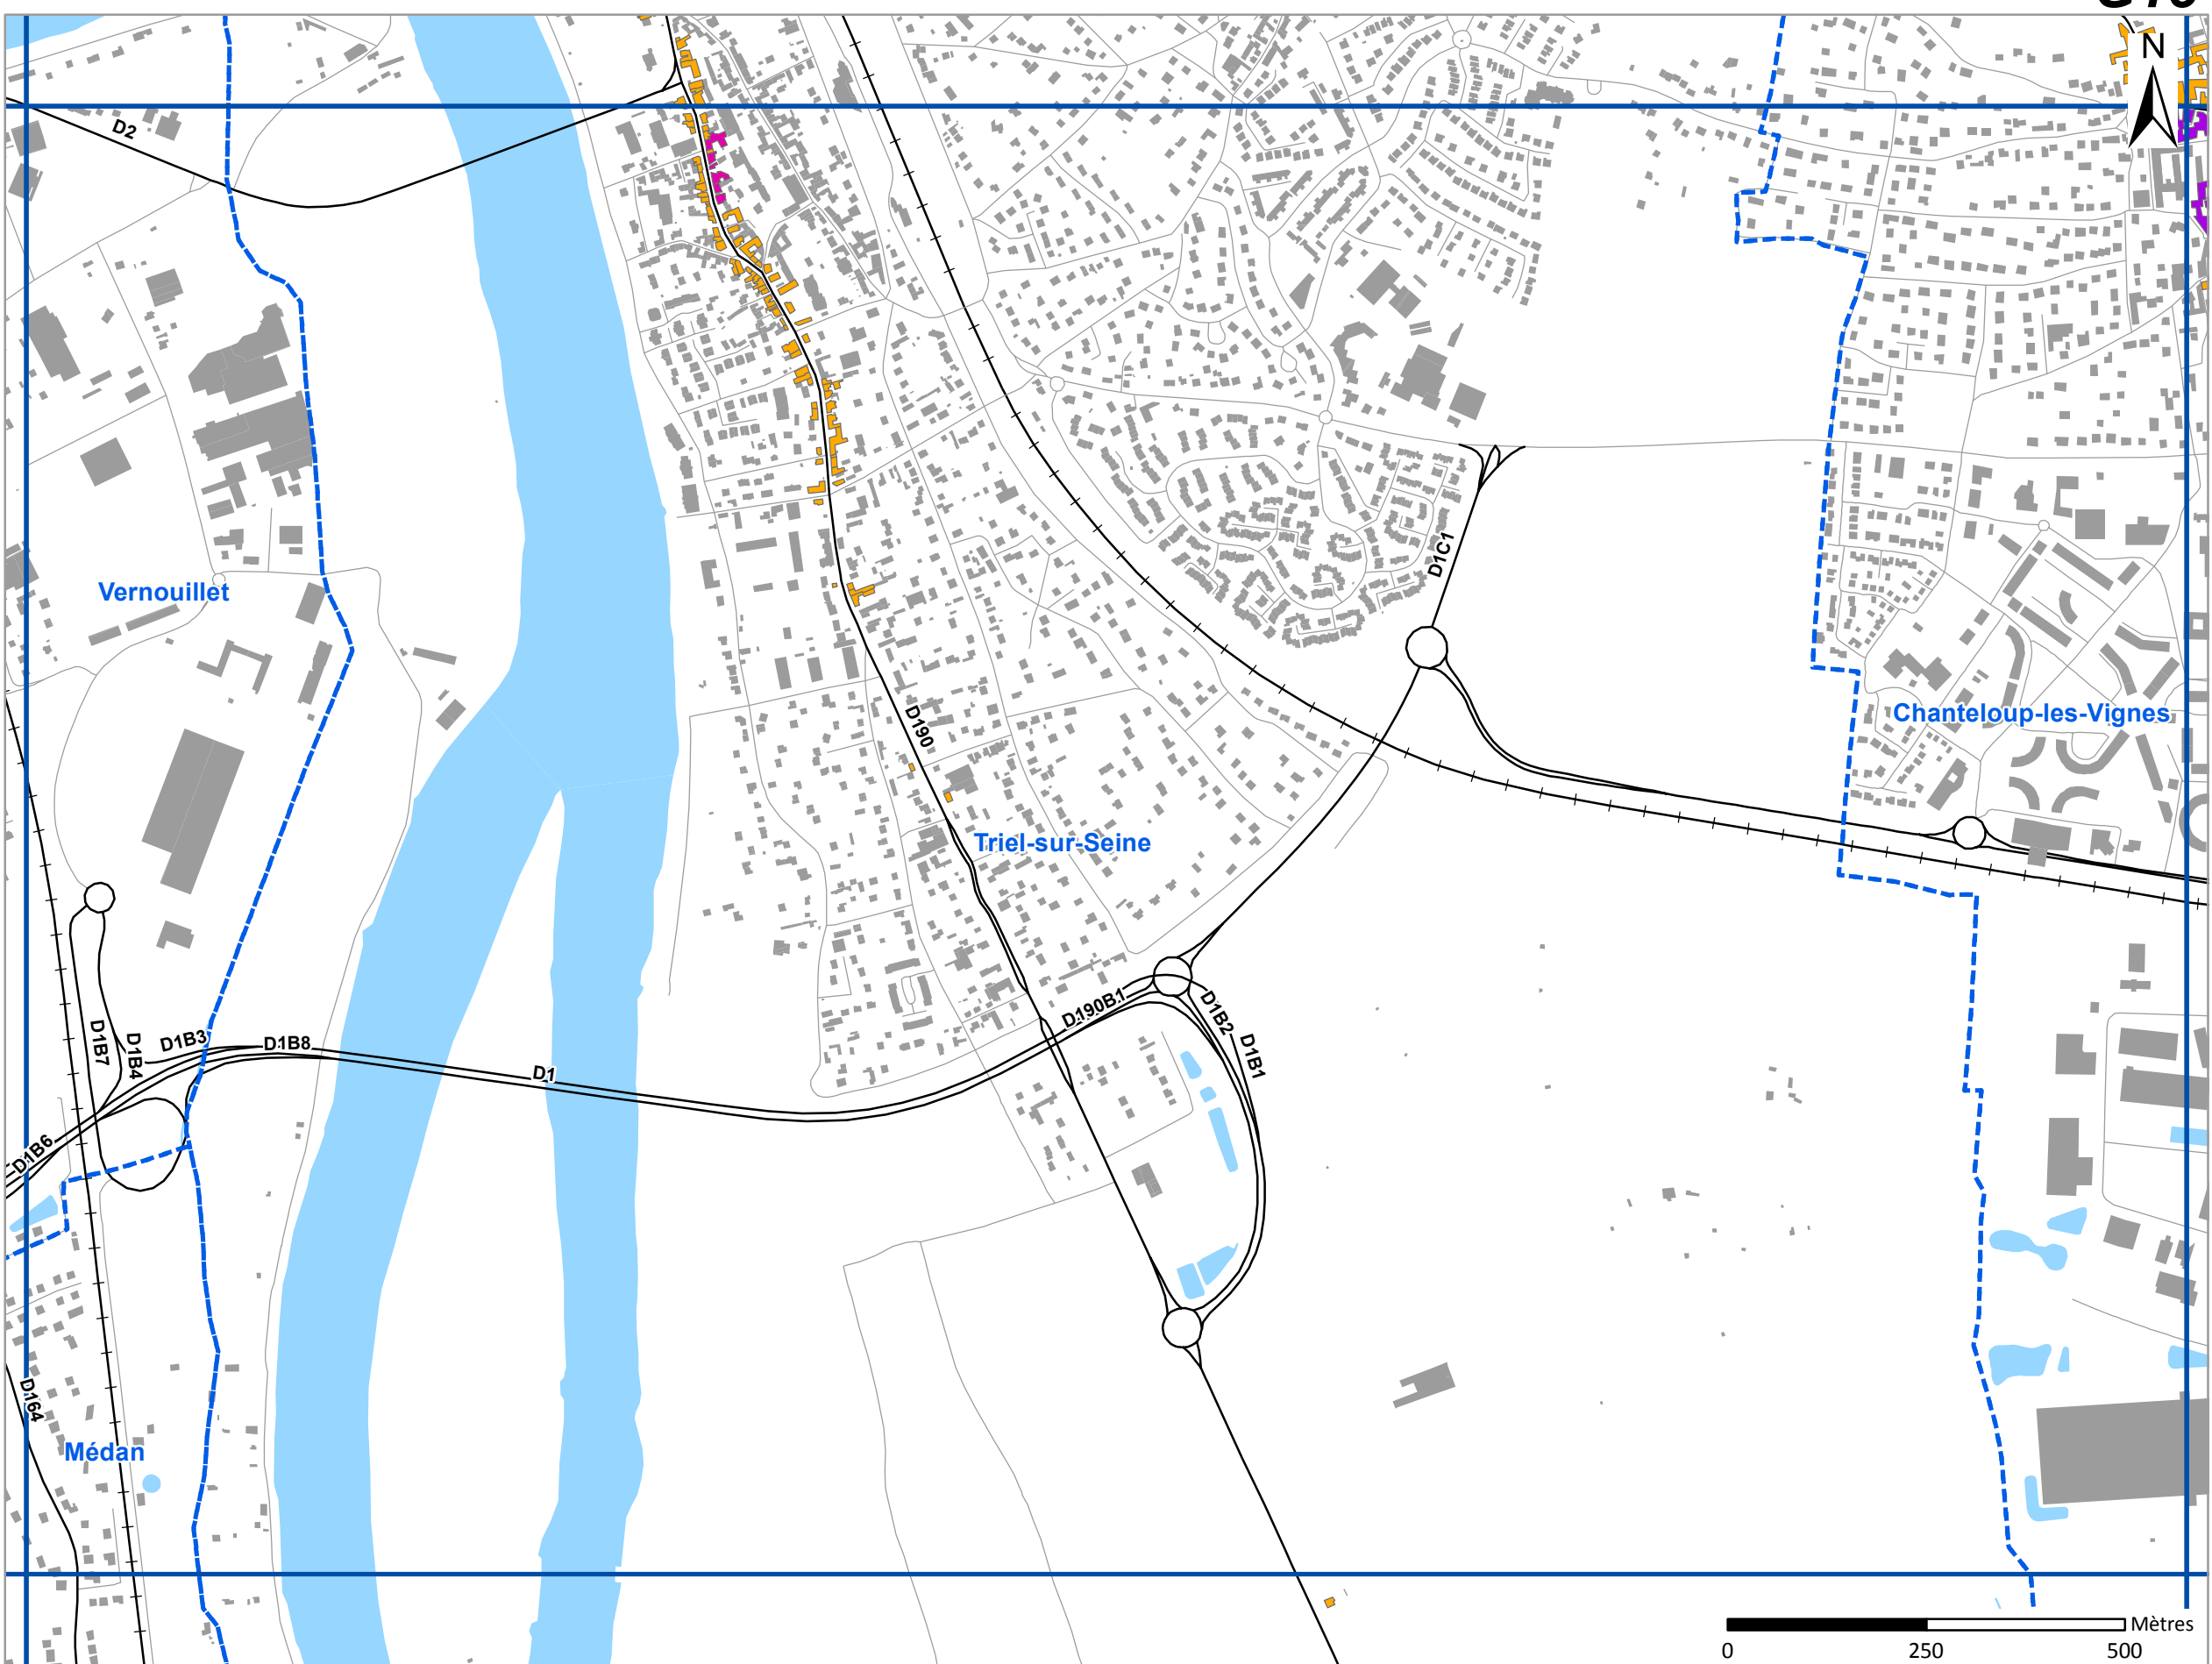 N
D2
Vernouillet
D1C1
Chanteloup-les-Vignes
D190
Triel-sur-Seine
D190B1
D1B2
D1B1
D1B7
D1B4
D1B3
D1B8
D1
D1B6
D164
Médan
Mètres
0 250 500